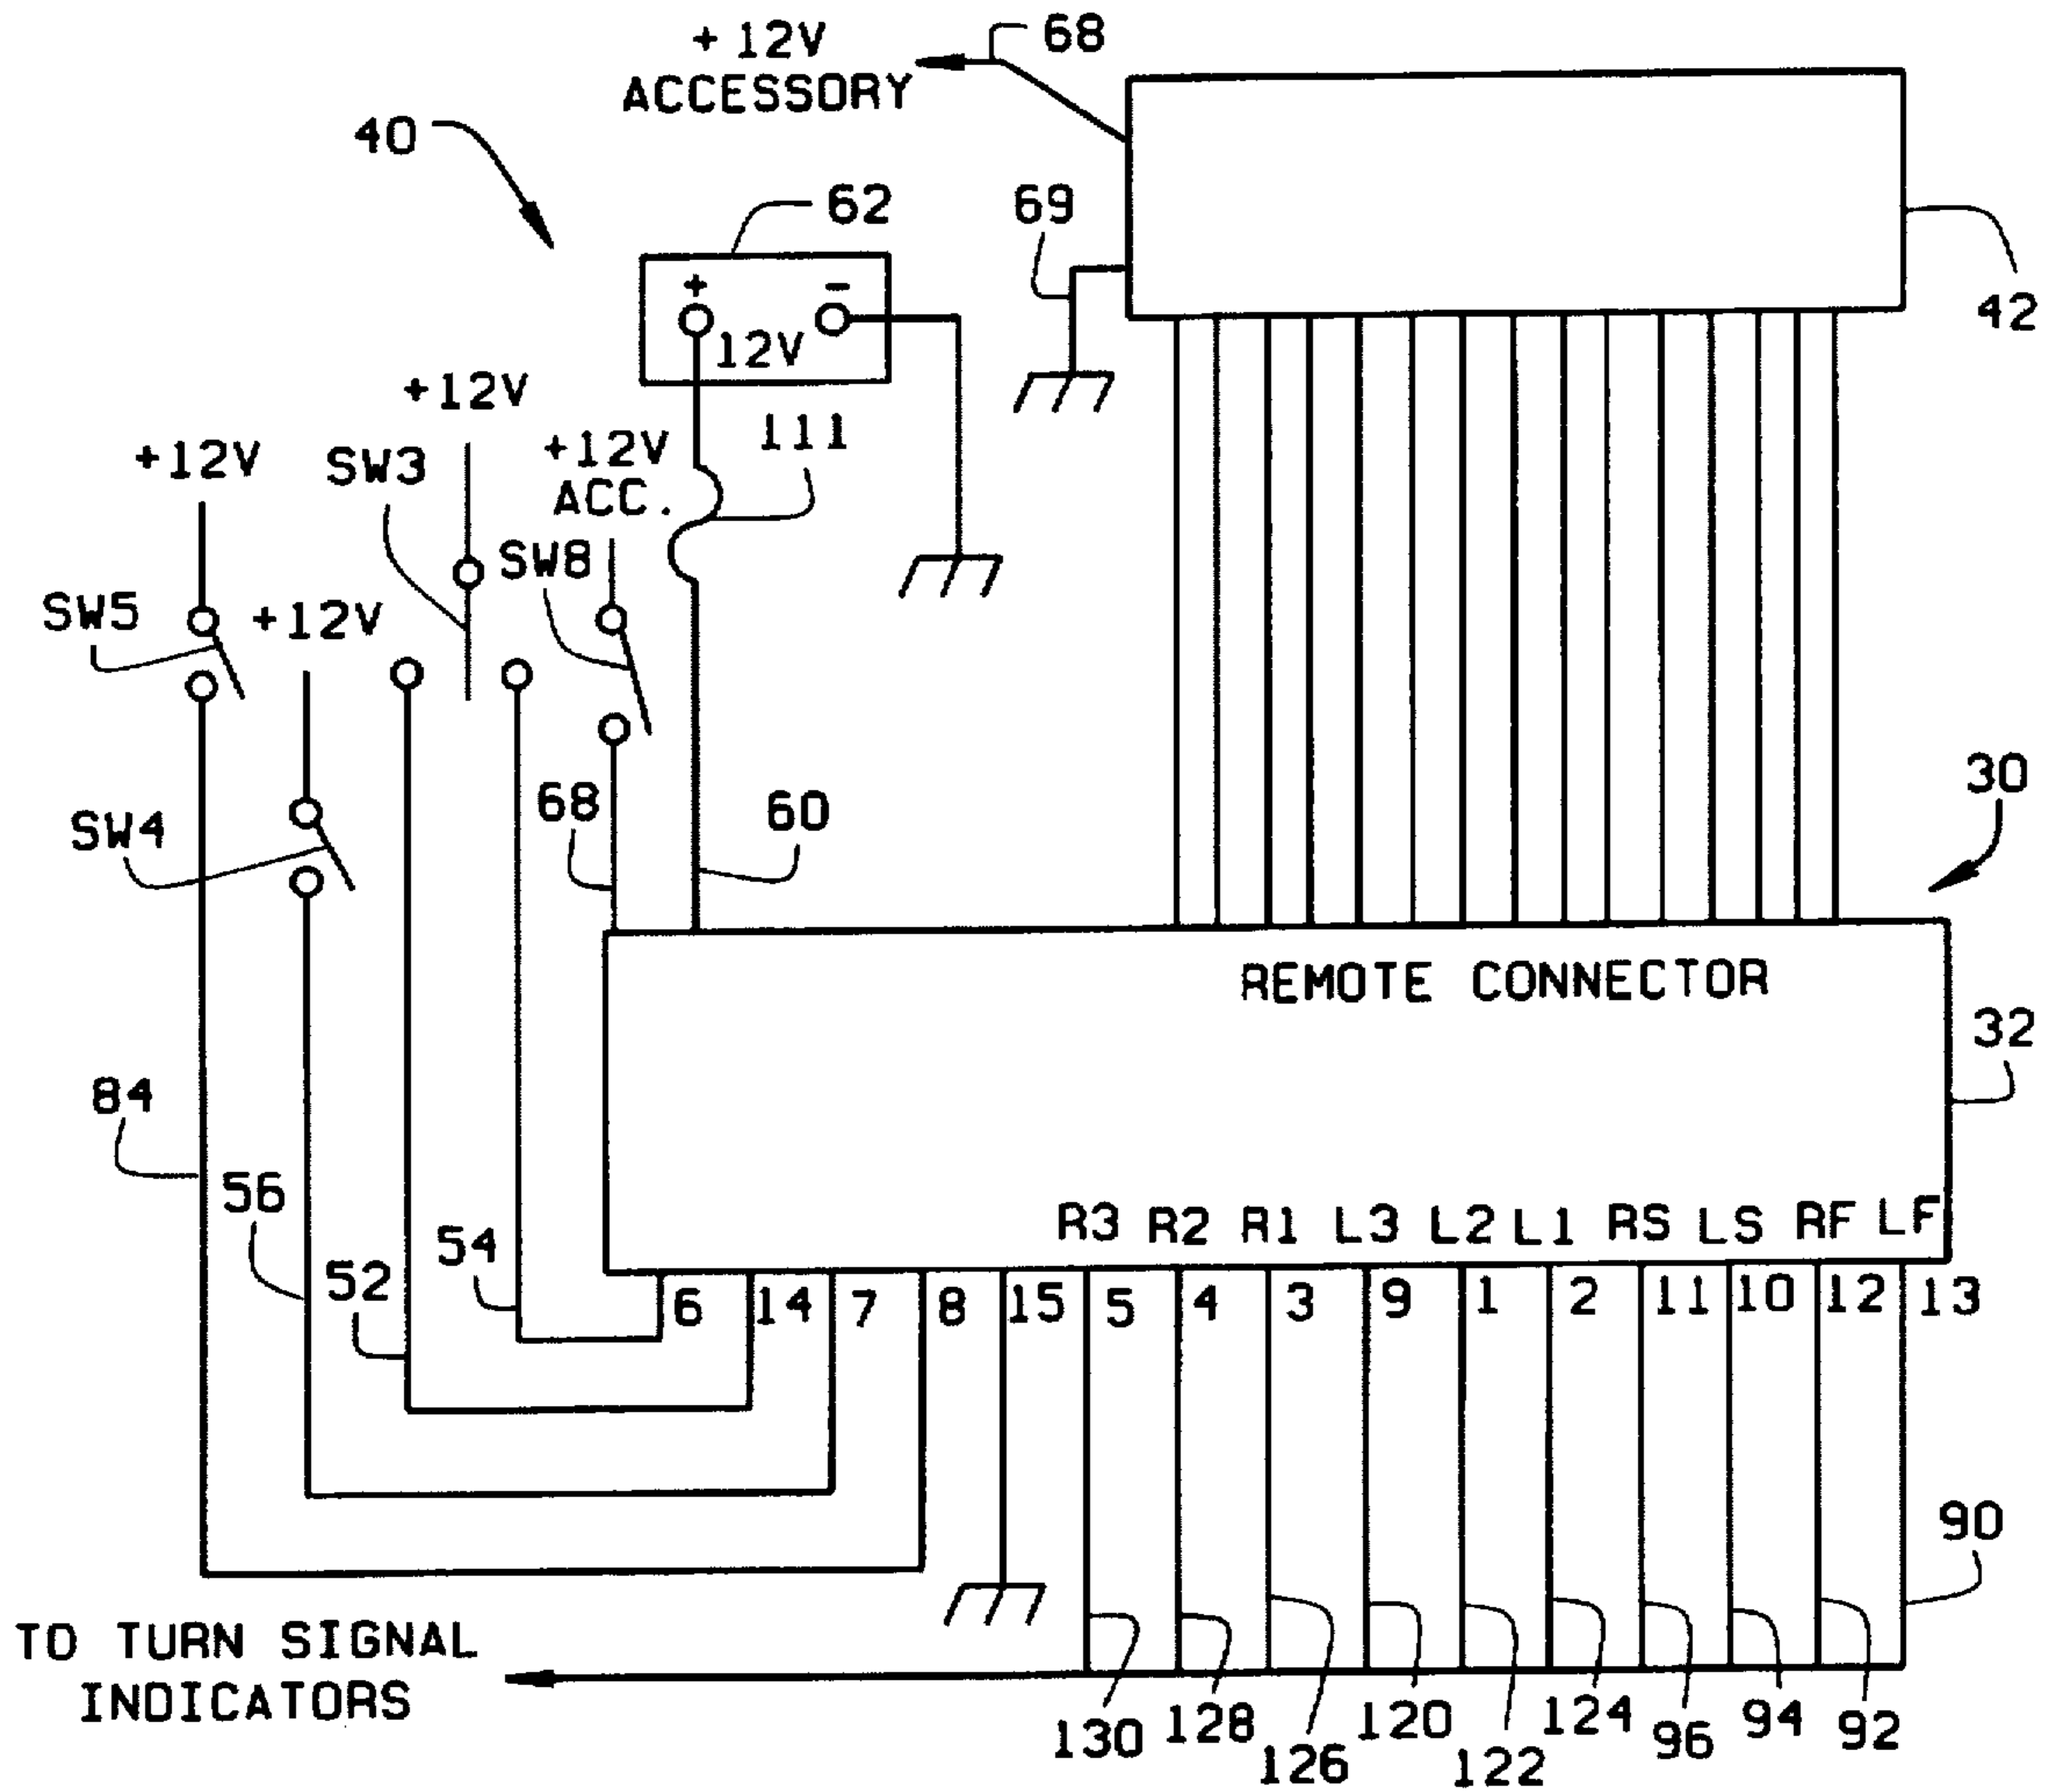 +12V
ACCESSORY
68
40
62
69
+
-
12V
42
+12V
111
+12V
SW3
+12V
ACC.
SW8
SW5
+12V
30
68
60
SW4
REMOTE CONNECTOR
32
84
56
R3 R2 R1 L3 L2 L1 RS LS RF LF
54
52
6 14 7 8 15 5 4 3 9 1 2 11 10 12 13
90
TO TURN SIGNAL
INDICATORS
130 128 126 120 122 124 96 94 92